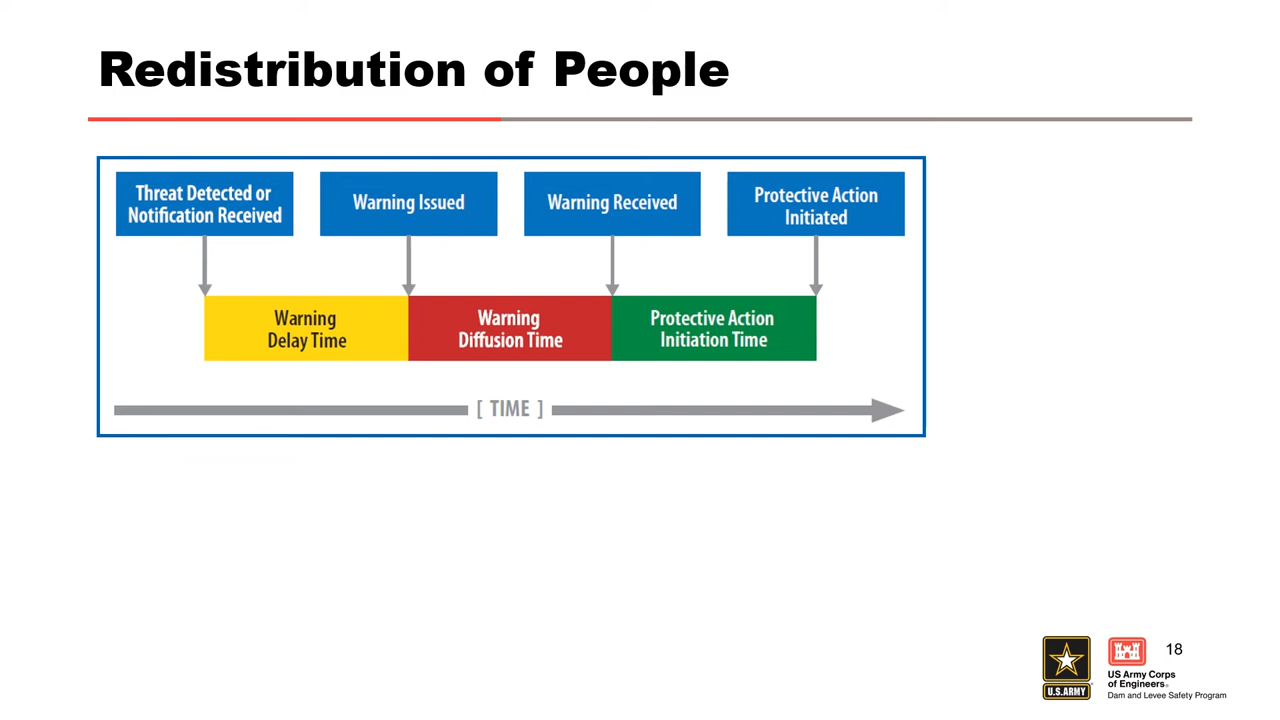 Redistribution of People
Threat Detected or
Notification Received
Warning Issued
Warning Received
Protective Action
Initiated
Warning
Delay Time
Warning
Diffusion Time
Protective Action
Initiation Time
[ TIME ]
18
U.S.ARMY
US Army Corps
of Engineers®
Dam and Levee Safety Program